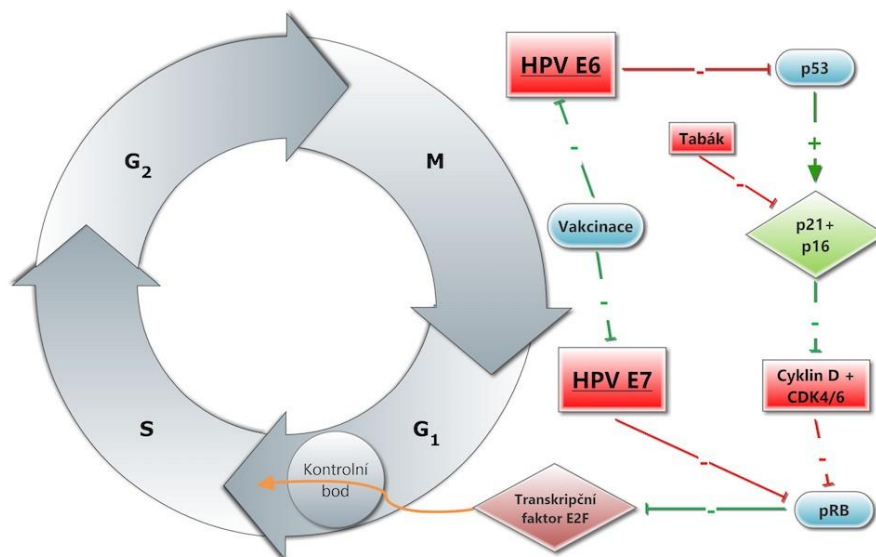 G2
M
S
G1
Kontrolní
bod
HPV E6
p53
Tabák
Vakcinace
p21+
p16
HPV E7
Cyklin D +
CDK4/6
Transkripční
faktor E2F
pRB
-
+
-
-
-
-
-
-
-